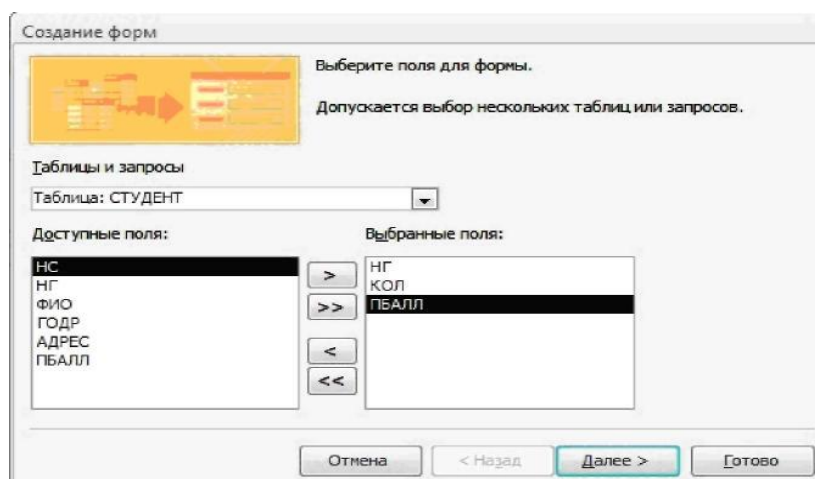 Создание форм
Выберите поля для формы.
Допускается выбор нескольких таблиц или запросов.
Таблицы и запросы
Таблица: СТУДЕНТ
Доступные поля:
Выбранные поля:
НС
НГ
ФИО
ГОДР
АДРЕС
ПБАЛЛ
>
>>
<
<<
НГ
КОЛ
ПБАЛЛ
Отмена
< Назад
Далее >
Готово